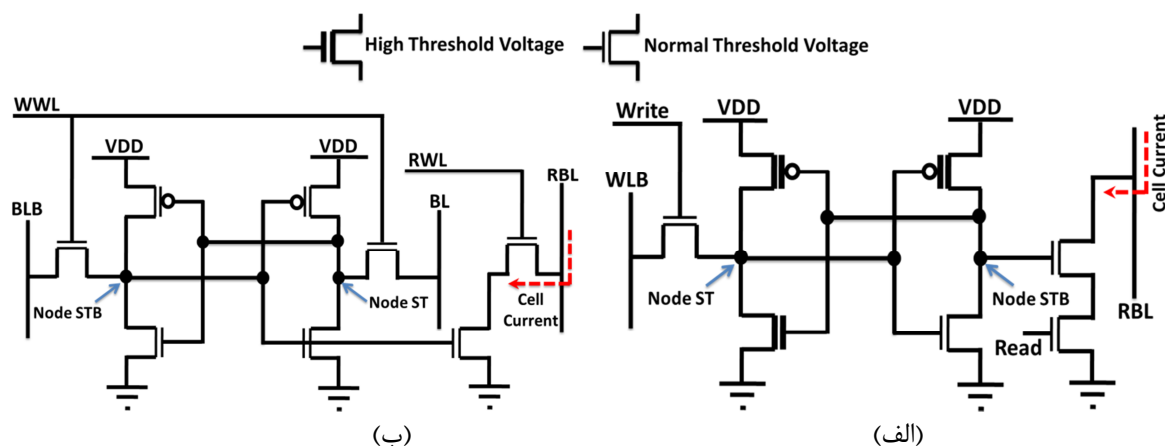 High Threshold Voltage
Normal Threshold Voltage
WWL
VDD
VDD
RWL
RBL
BLB
BL
Node STB
Node ST
Cell
Current
(ب)
Write
VDD
VDD
WLB
Cell Current
Node ST
Node STB
RBL
Read
(الف)